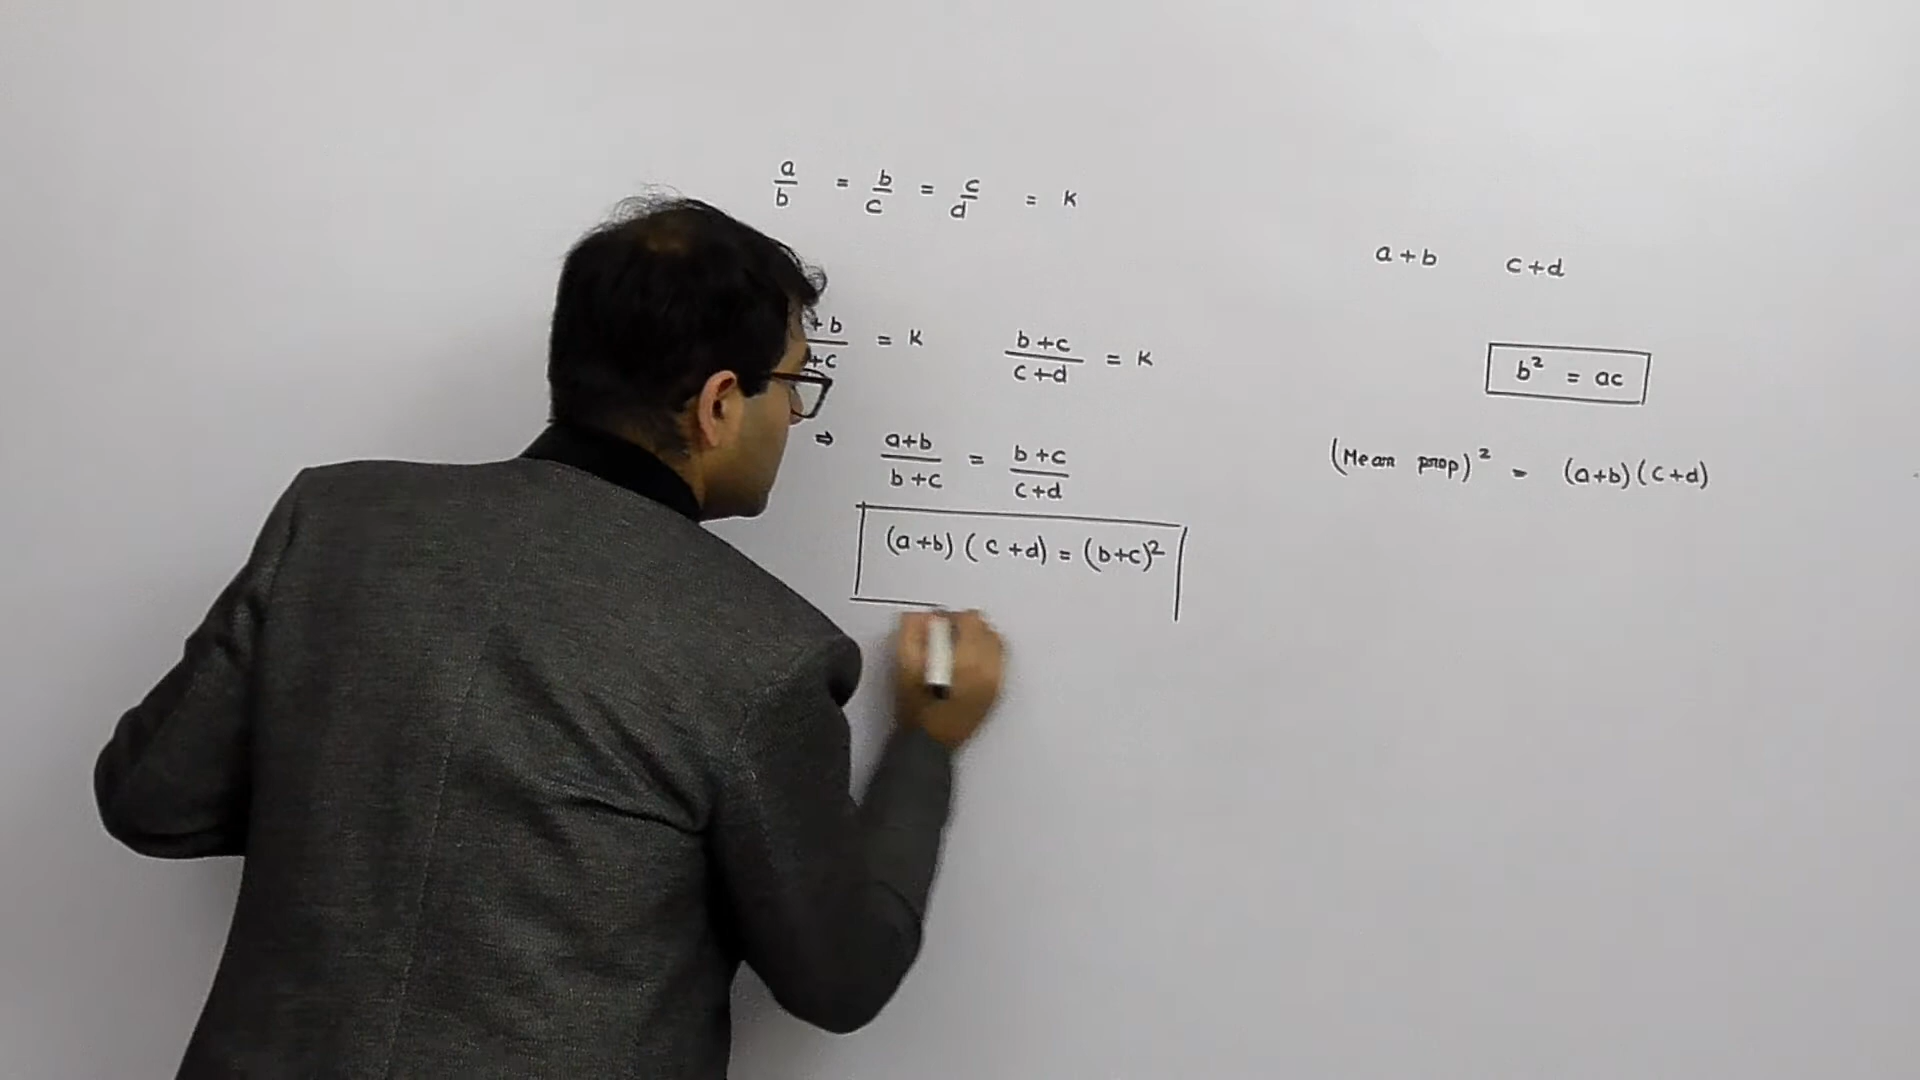 a/b = b/c = c/d = K
a+b c+d
+b/+c = K b+c/c+d = K
b² = ac
⇒ a+b/b+c = b+c/c+d
(Mean prop)² = (a+b)(c+d)
(a+b)(c+d) = (b+c)²